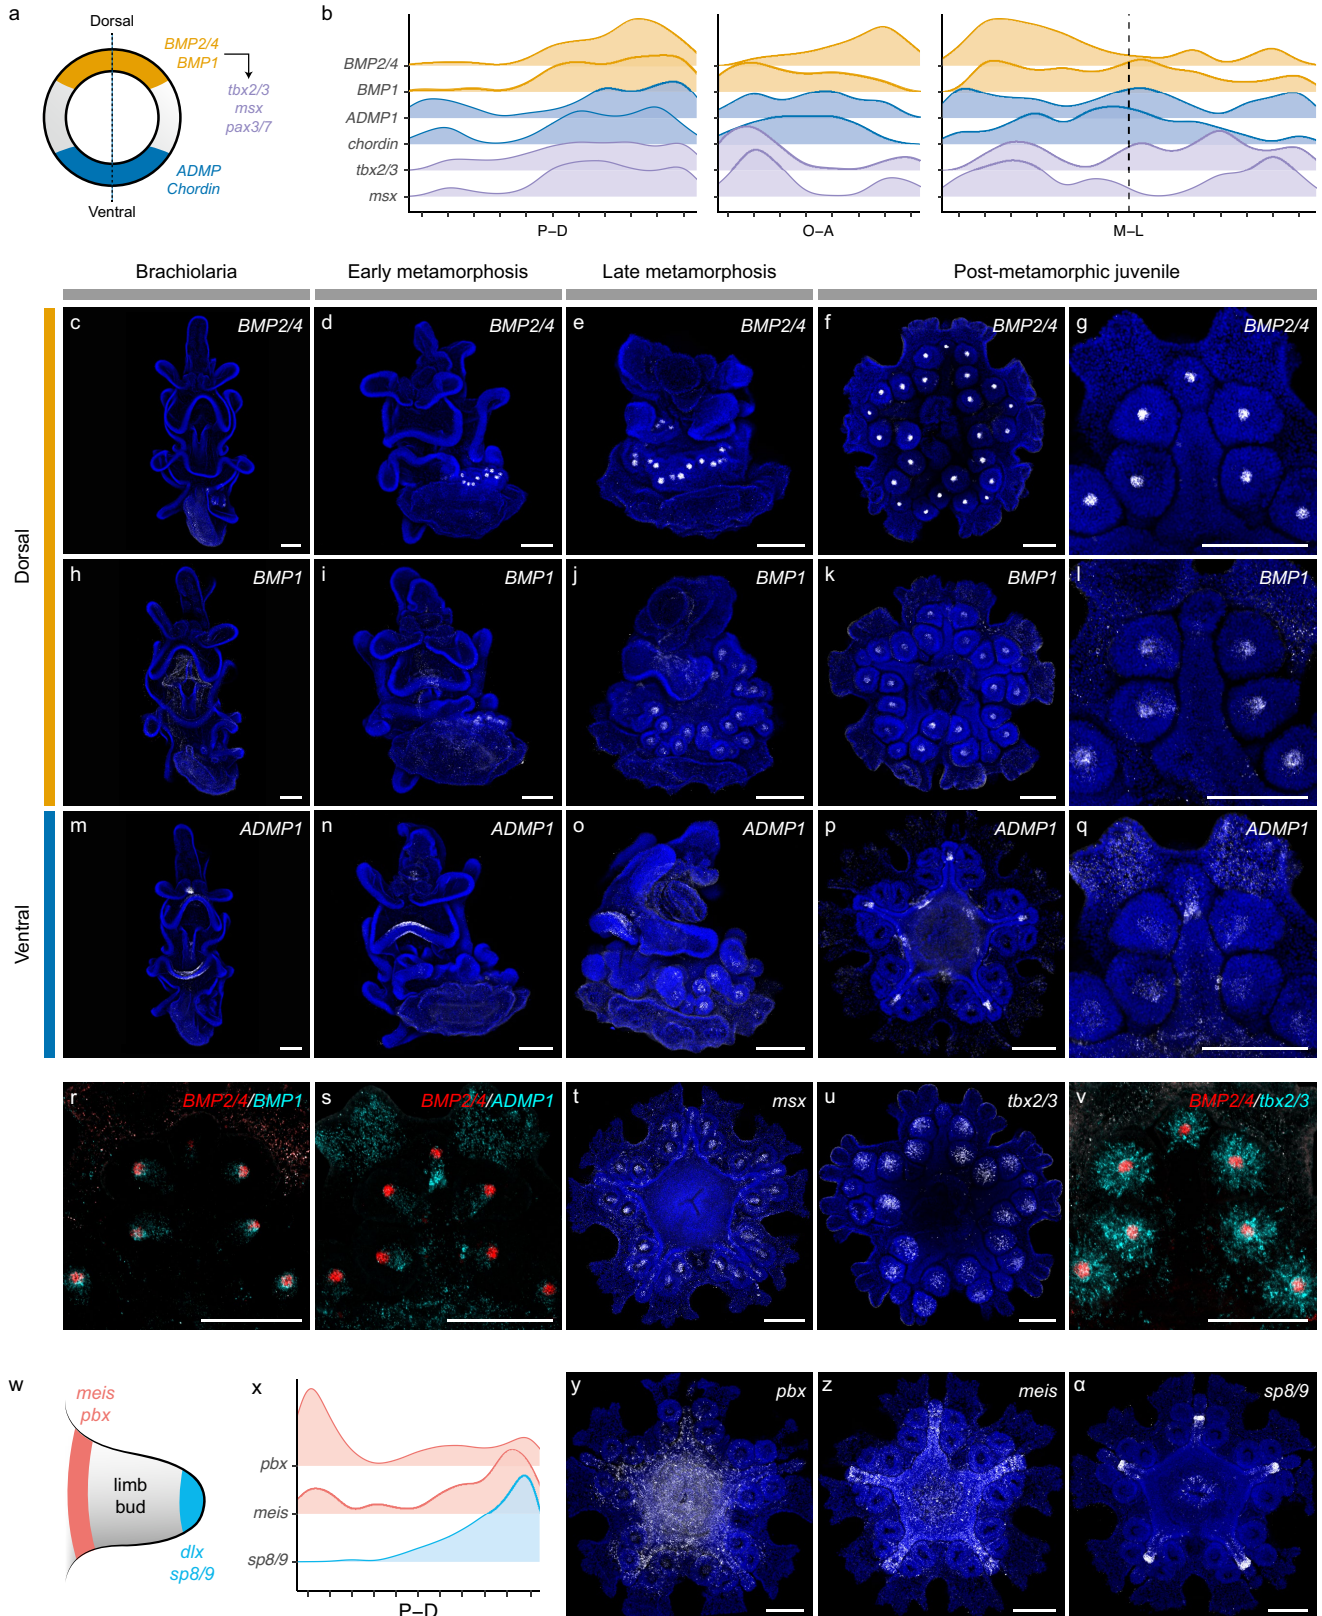 a
Dorsal
BMP2/4
BMP1
tbx2/3
msx
pax3/7
ADMP
Chordin
Ventral
b
BMP2/4
BMP1
ADMP1
chordin
tbx2/3
msx
P–D
O–A
M–L
Brachiolaria
Early metamorphosis
Late metamorphosis
Post-metamorphic juvenile
Dorsal
c
BMP2/4
d
BMP2/4
e
BMP2/4
f
BMP2/4
g
BMP2/4
h
BMP1
i
BMP1
j
BMP1
k
BMP1
l
BMP1
Ventral
m
ADMP1
n
ADMP1
o
ADMP1
p
ADMP1
q
ADMP1
r
BMP2/4/BMP1
s
BMP2/4/ADMP1
t
msx
u
tbx2/3
v
BMP2/4/tbx2/3
w
meis
pbx
limb
bud
dlx
sp8/9
x
pbx
meis
sp8/9
P–D
y
pbx
z
meis
α
sp8/9